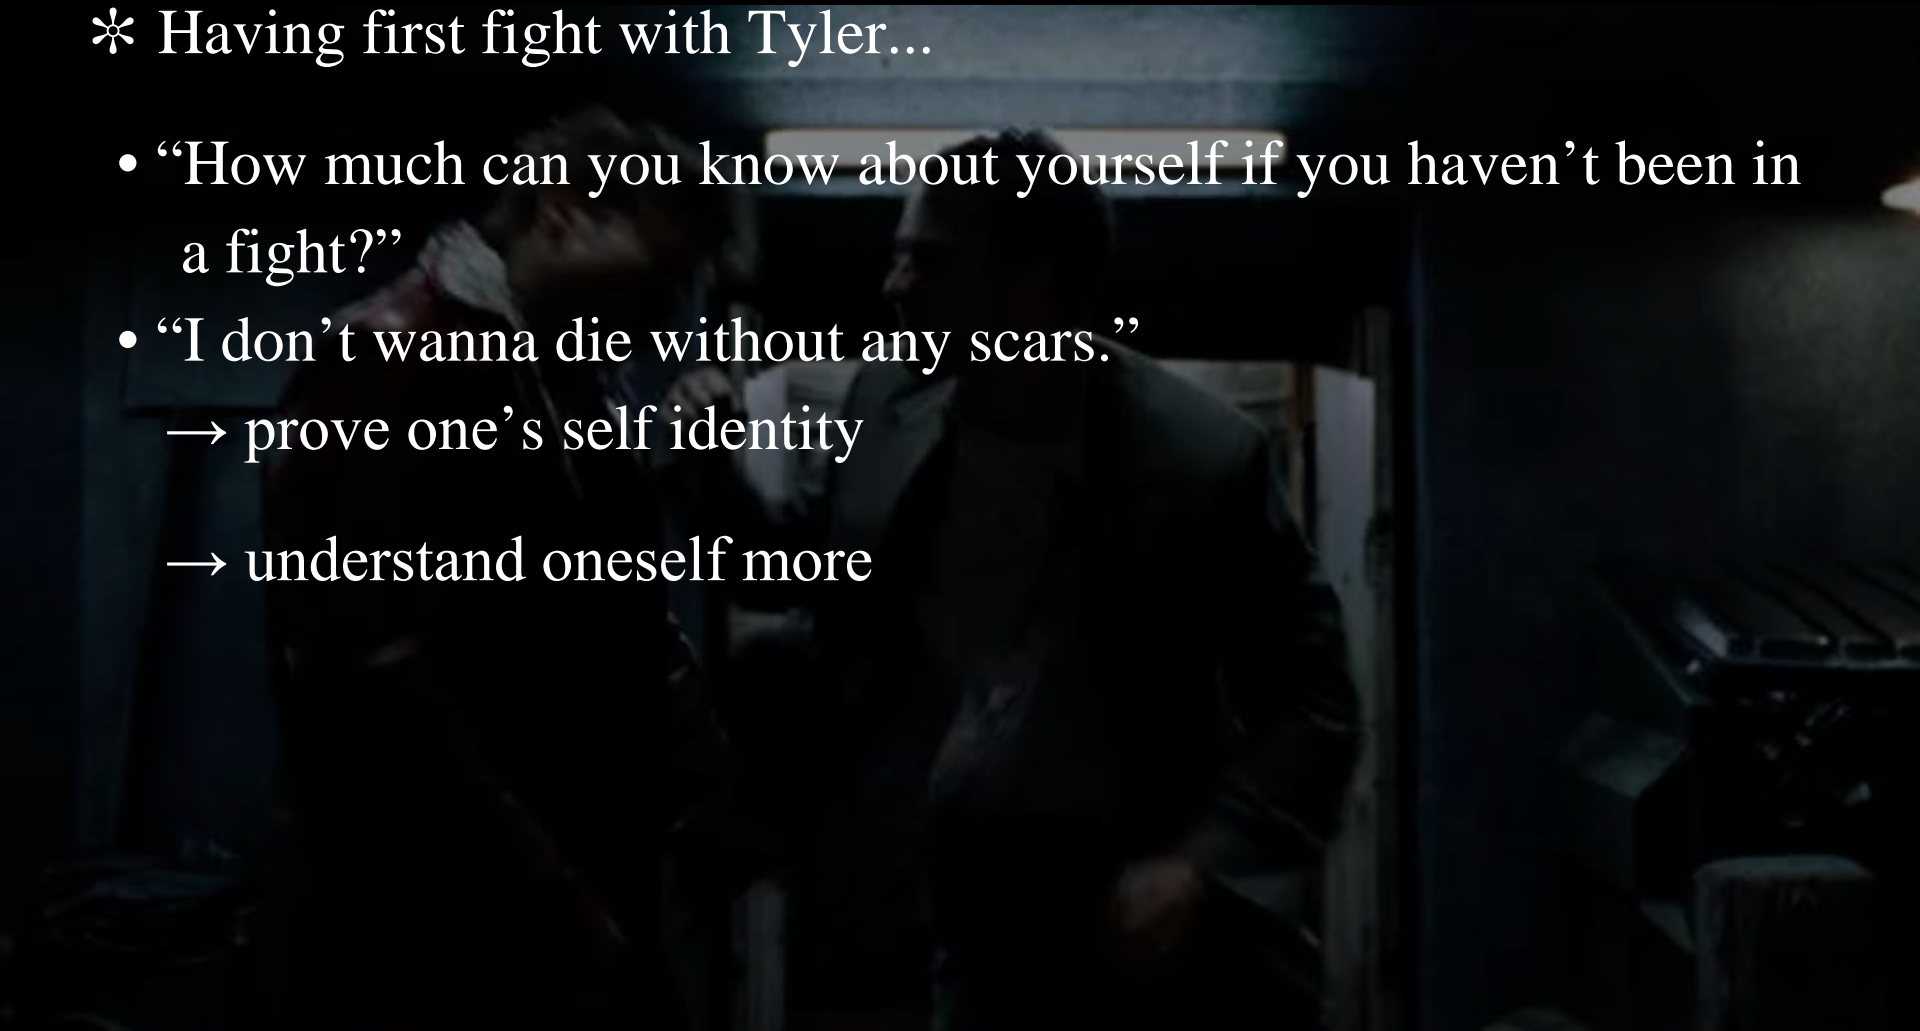 ✻ Having first fight with Tyler...
• “How much can you know about yourself if you haven’t been in
a fight?”
• “I don’t wanna die without any scars.”
→ prove one’s self identity
→ understand oneself more